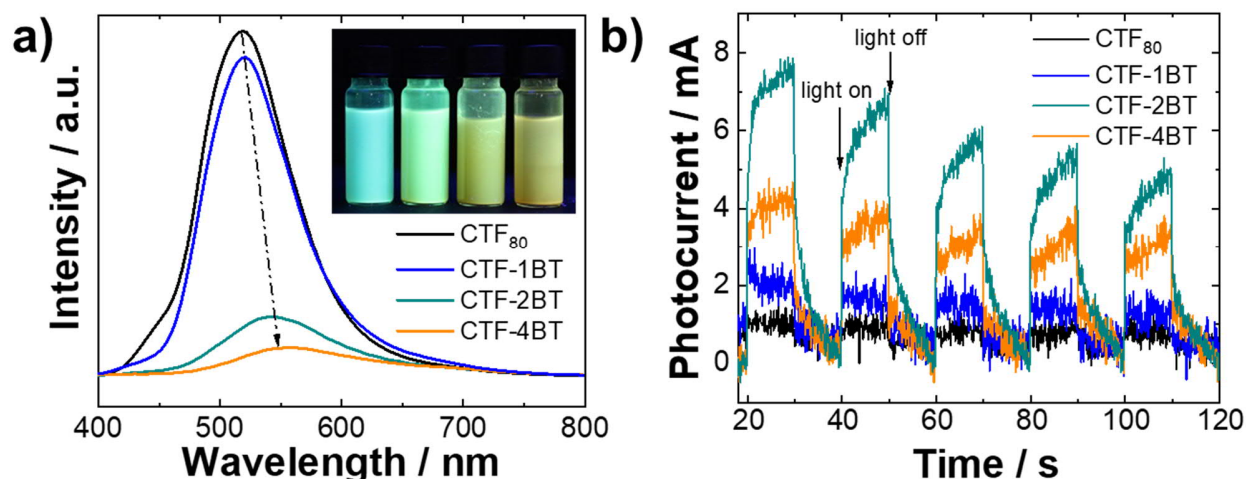 a)
Intensity / a.u.
CTF80
CTF-1BT
CTF-2BT
CTF-4BT
400 500 600 700 800
Wavelength / nm
b)
Photocurrent / mA
8
6
4
2
0
light off
light on
CTF80
CTF-1BT
CTF-2BT
CTF-4BT
20 40 60 80 100 120
Time / s